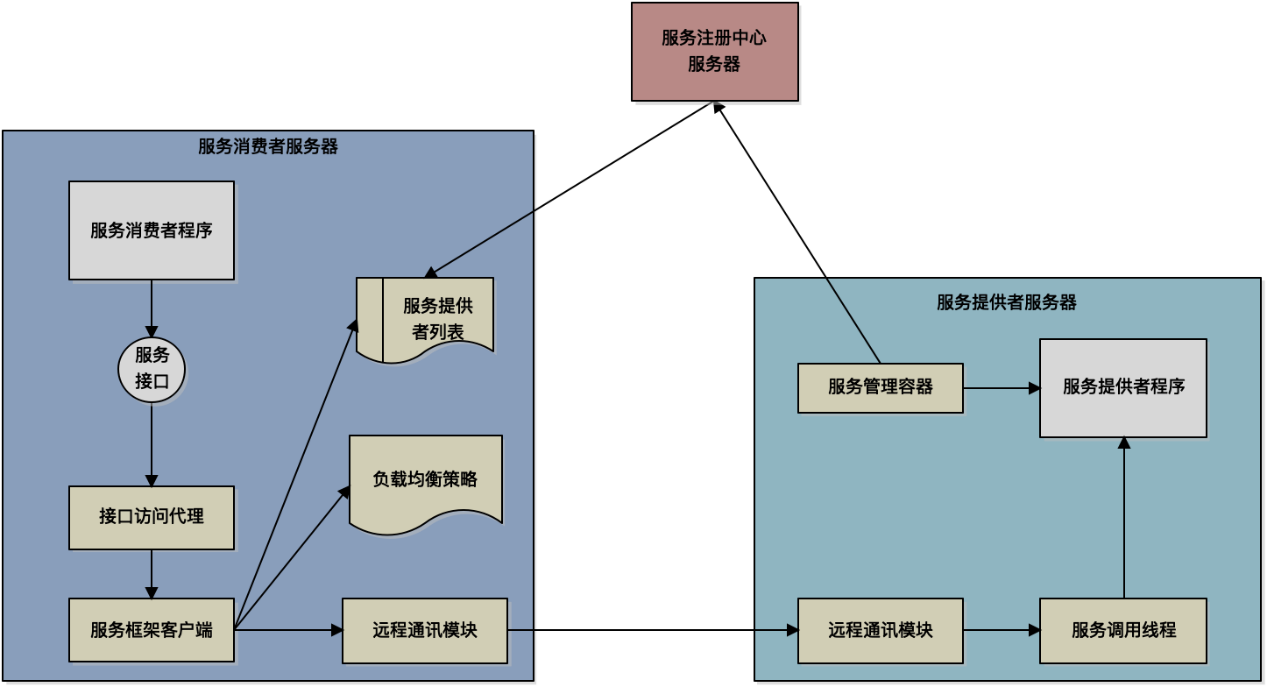 服务注册中心
服务器
服务消费者服务器
服务消费者程序
服务
接口
接口访问代理
服务框架客户端
服务提供
者列表
负载均衡策略
远程通讯模块
服务提供者服务器
服务管理容器
服务提供者程序
远程通讯模块
服务调用线程